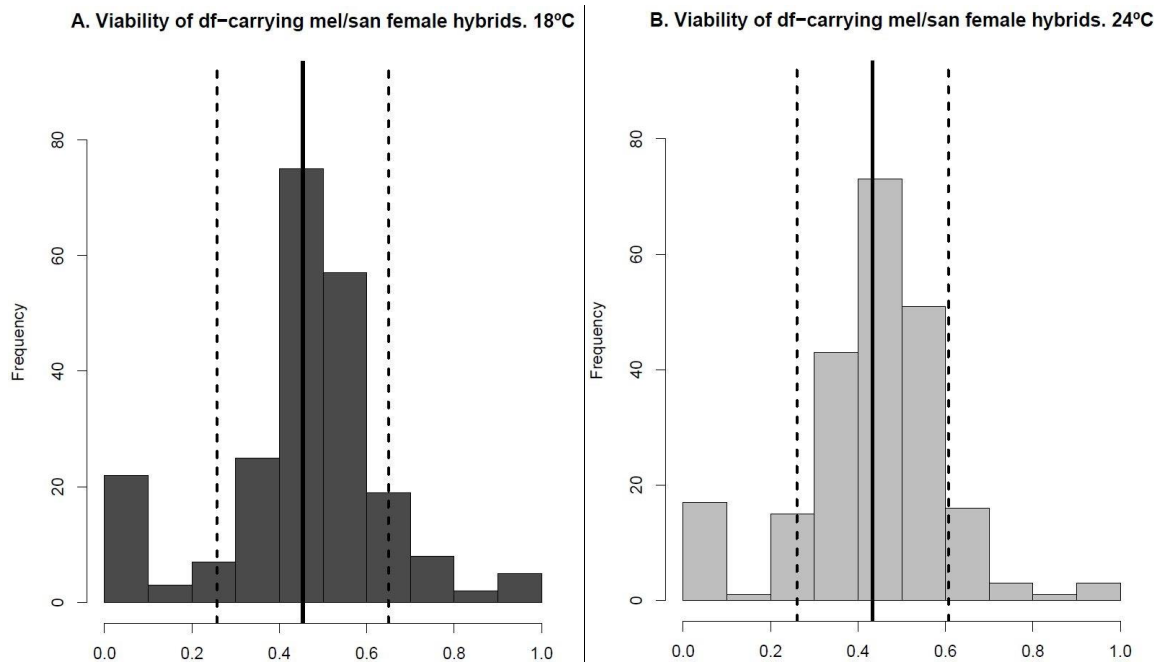 A. Viability of df−carrying mel/san female hybrids. 18ºC
80
60
40
20
0
Frequency
0.0 0.2 0.4 0.6 0.8 1.0
B. Viability of df−carrying mel/san female hybrids. 24ºC
80
60
40
20
0
Frequency
0.0 0.2 0.4 0.6 0.8 1.0